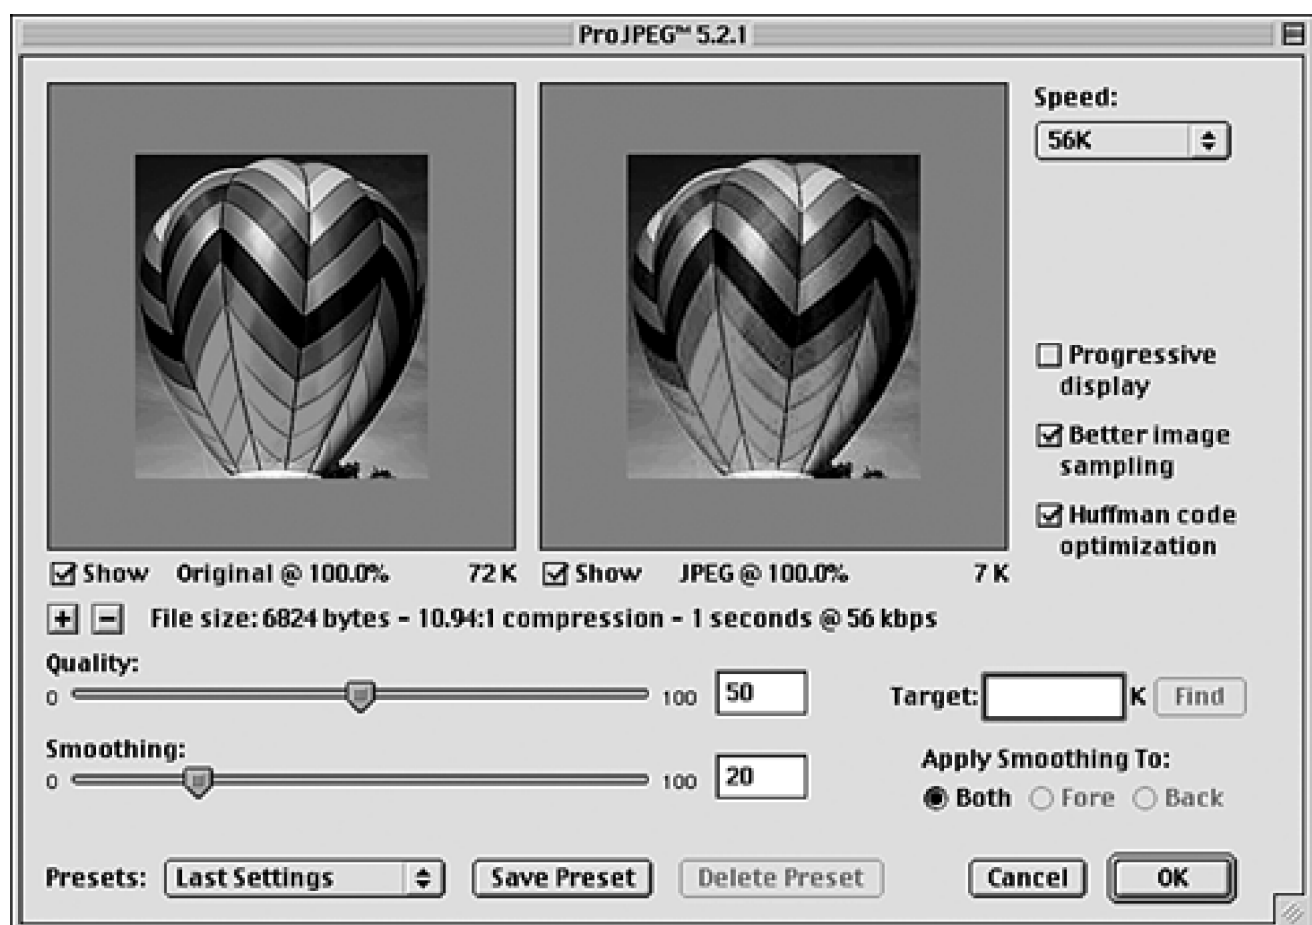 ProJPEG™ 5.2.1
Speed:
56K
Progressive
display
Better image
sampling
Huffman code
optimization
Show Original @ 100.0% 72 K Show JPEG @ 100.0% 7 K
+ - File size: 6824 bytes - 10.94:1 compression - 1 seconds @ 56 kbps
Quality:
0 100 50 Target: K Find
Smoothing:
0 100 20
Apply Smoothing To:
Both Fore Back
Presets: Last Settings Save Preset Delete Preset Cancel OK